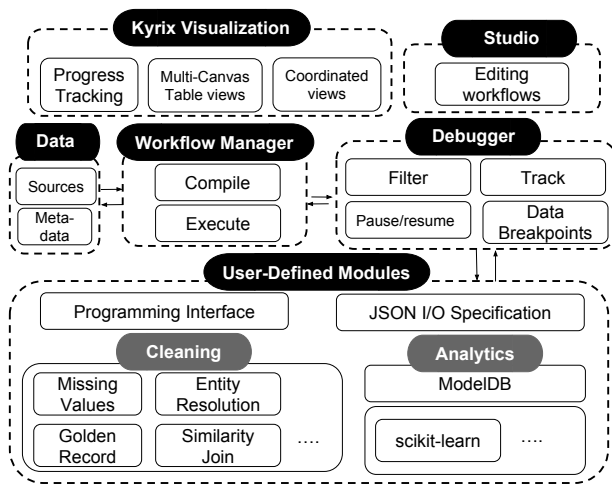 Kyrix Visualization
Progress
Tracking
Multi-Canvas
Table views
Coordinated
views
Studio
Editing
workflows
Data
Sources
Meta-
data
Workflow Manager
Compile
Execute
Debugger
Filter
Track
Pause/resume
Data
Breakpoints
User-Defined Modules
Programming Interface
JSON I/O Specification
Cleaning
Missing
Values
Entity
Resolution
Golden
Record
Similarity
Join
....
Analytics
ModelDB
scikit-learn
....